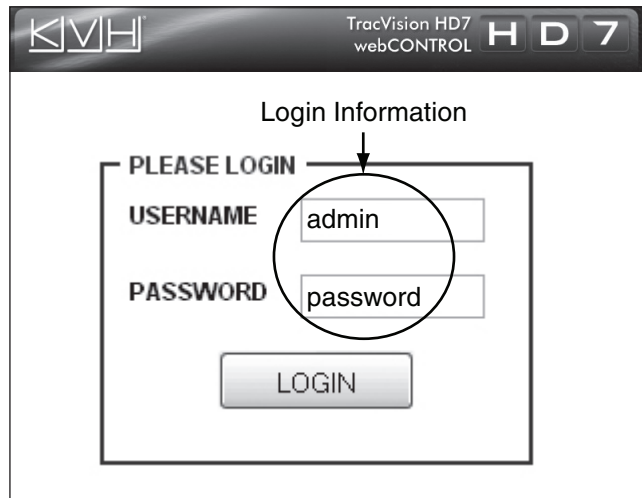 KVH
TracVision HD7
webCONTROL
HD7
Login Information
PLEASE LOGIN
USERNAME
admin
PASSWORD
password
LOGIN